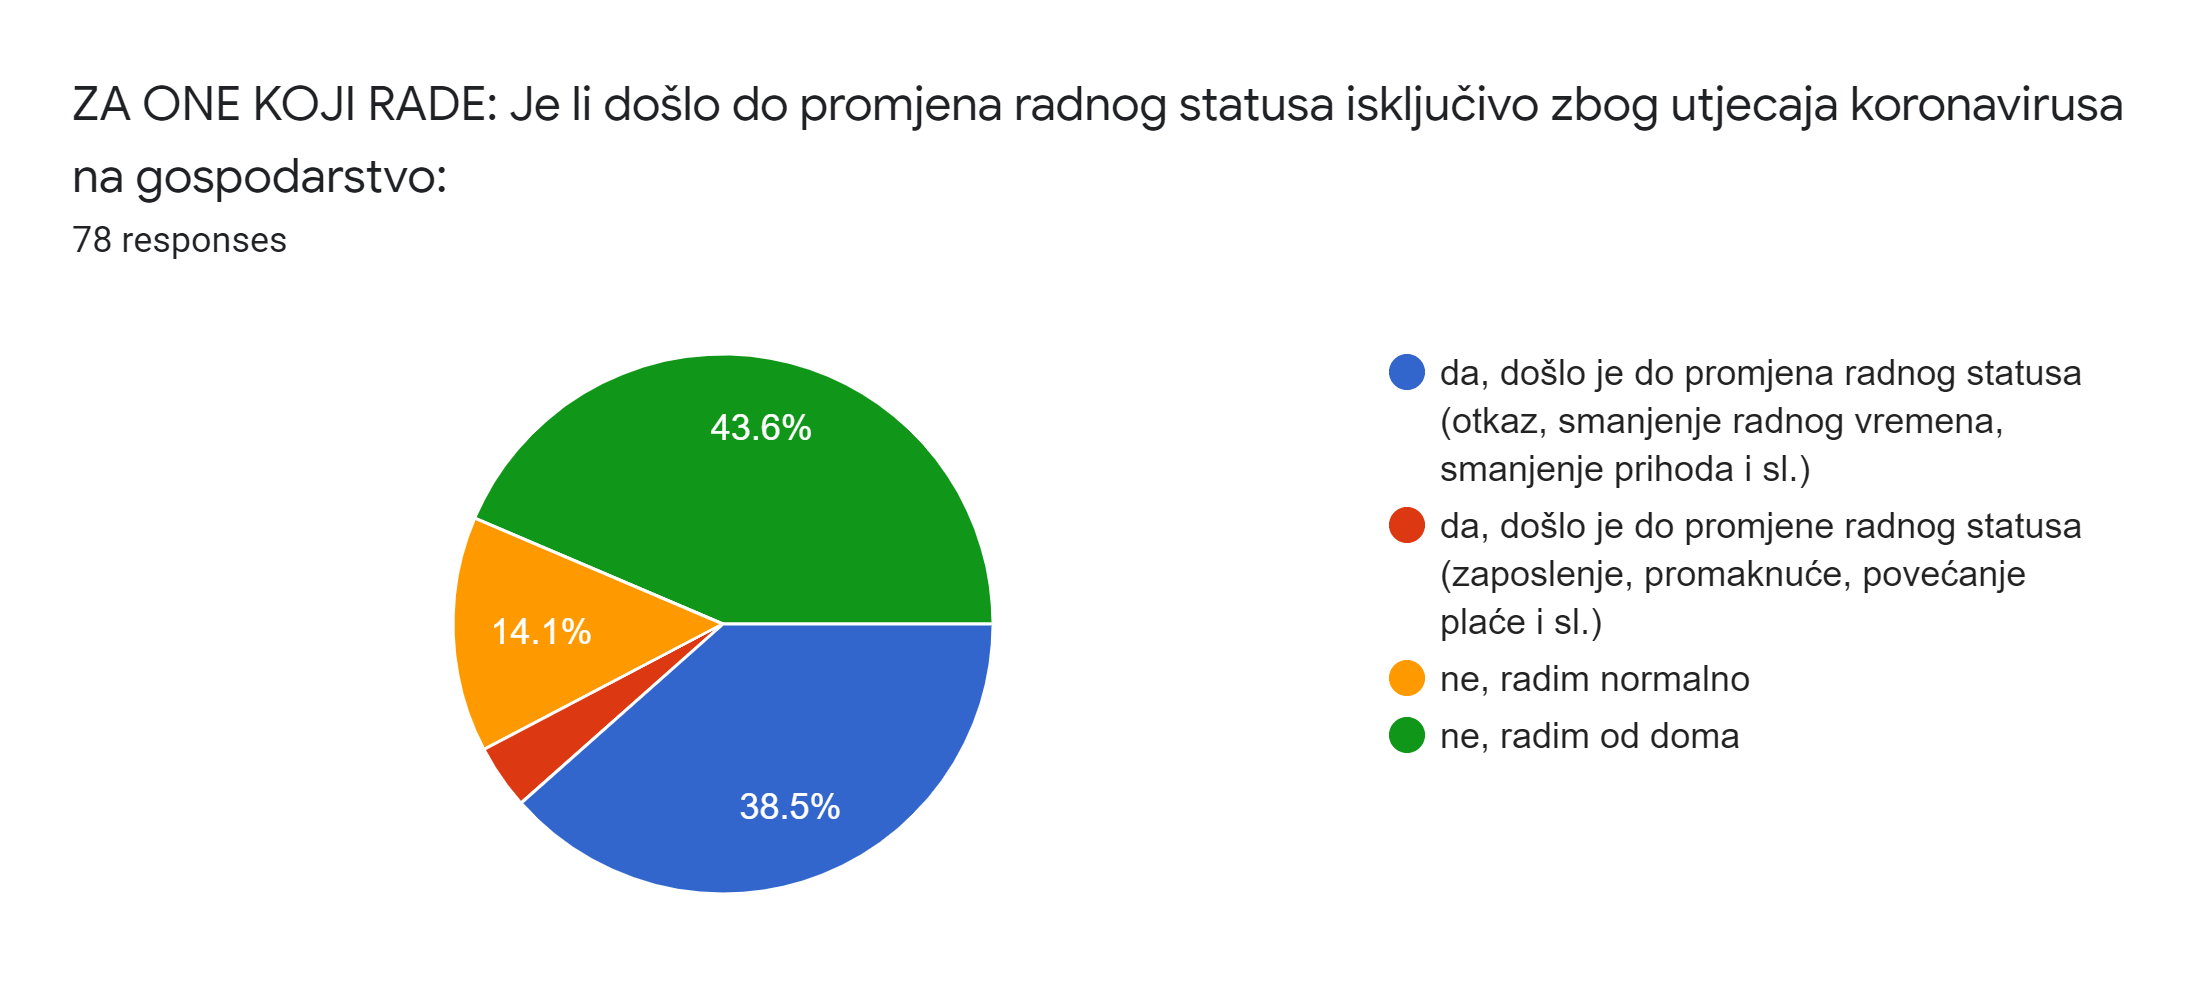 ZA ONE KOJI RADE: Je li došlo do promjena radnog statusa isključivo zbog utjecaja koronavirusa
na gospodarstvo:
78 responses
43.6%
14.1%
38.5%
da, došlo je do promjena radnog statusa
(otkaz, smanjenje radnog vremena,
smanjenje prihoda i sl.)
da, došlo je do promjene radnog statusa
(zaposlenje, promaknuće, povećanje
plaće i sl.)
ne, radim normalno
ne, radim od doma